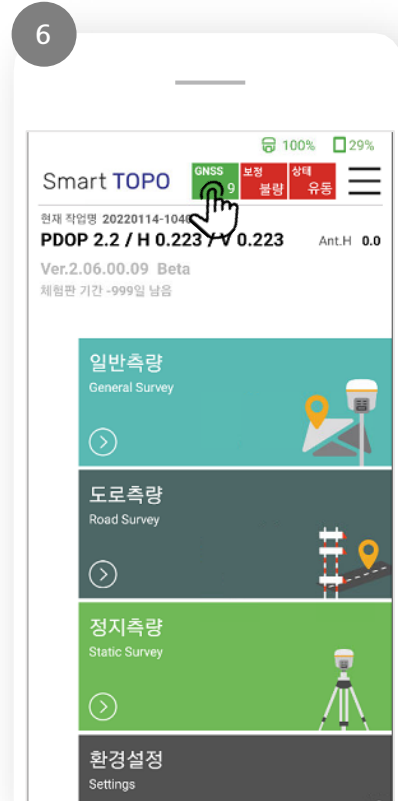 6
100% 29%
Smart TOPO
GNSS 9 보정 불량 상태 유동
현재 작업명 20220114-1040
PDOP 2.2 / H 0.223 / V 0.223 Ant.H 0.0
Ver.2.06.00.09 Beta
체험판 기간 -999일 남음
일반측량
General Survey
도로측량
Road Survey
정지측량
Static Survey
환경설정
Settings